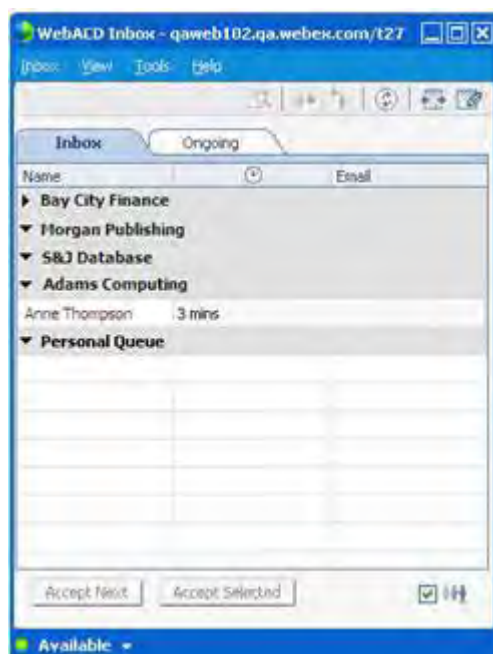 WebACD Inbox - qaweb102.qa.webex.com/t27
Inbox View Tools Help
Inbox Ongoing
Name Email
Bay City Finance
Morgan Publishing
S&J Database
Adams Computing
Anne Thompson 3 mins
Personal Queue
Accept Next Accept Selected
Available